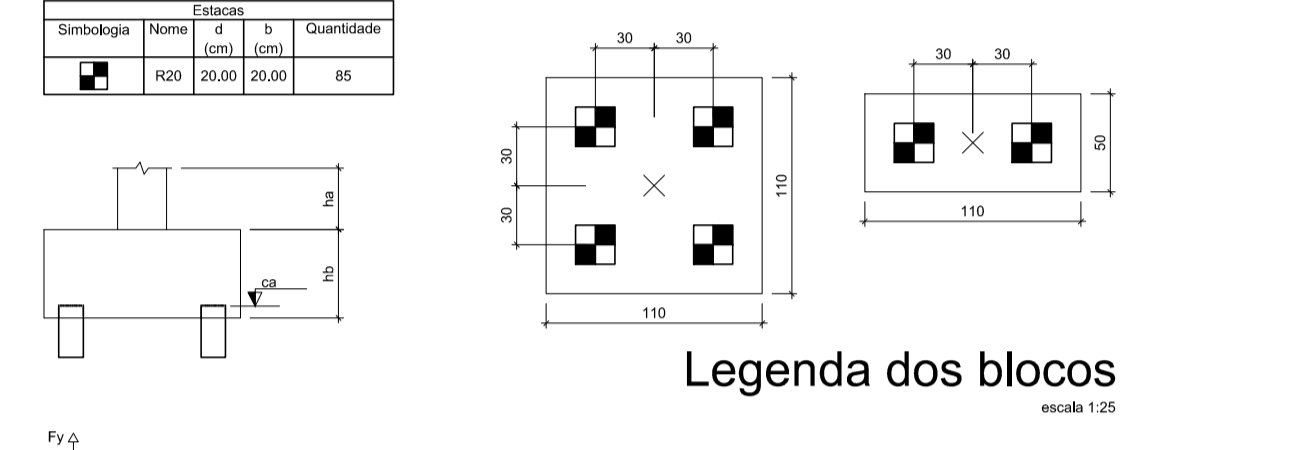 Estacas
Simbologia Nome d (cm) b (cm) Quantidade
R20 20.00 20.00 85
ha
hb
ca
30 30
30
30
110
110
30 30
50
110
Legenda dos blocos
escala 1:25
Fy